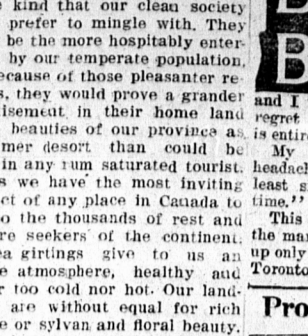 kind that our clean society
prefer to mingle with. They
be the more hospitably enter-
by our temperate population,
ecause of those pleasanter re-
s, they would prove a grander
isement in their home land
beauties of our province as
mer desort than could be
in any rum saturated tourist.
s we have the most inviting
ct of any place in Canada to
o the thousands of rest and
re seekers of the continent.
ea girtings give to us an
e atmosphere, healthy and
r too cold nor hot. Our land-
are without equal for rich
e or sylvan and floral beauty.
B
and I
regret
is entir
My
headac
least s
time."
This
the ma
up only
Toronto
Pro